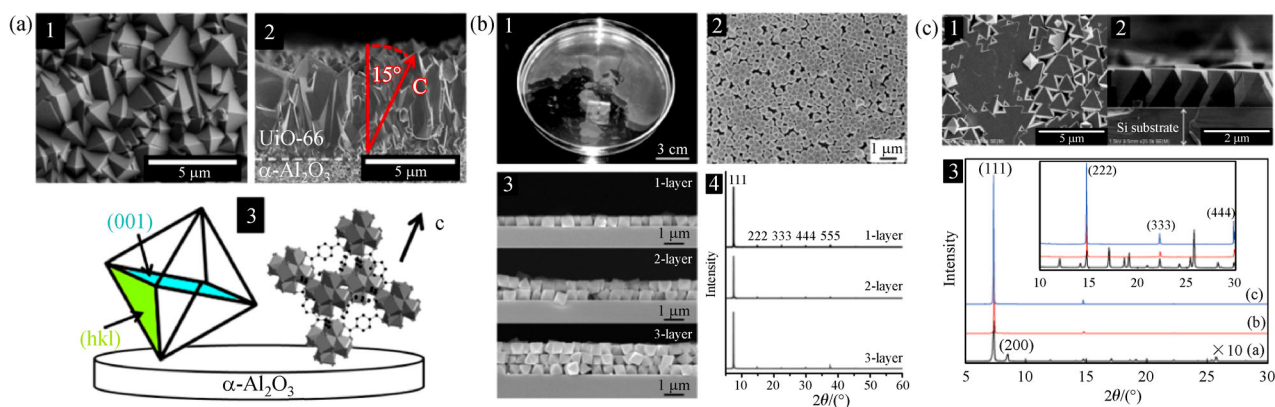 (a)
1
5 μm
2
15°
C
UiO-66
α-Al2O3
5 μm
3
(001)
c
(hkl)
α-Al2O3
(b)
1
3 cm
2
1 μm
3
1-layer
1 μm
2-layer
1 μm
3-layer
1 μm
4
111
222 333 444 555
1-layer
2-layer
3-layer
Intensity
5 10 20 30 40 50 60
2θ/(°)
(c)
1
5 μm
2
Si substrate
2 μm
3
(111)
(222)
(333)
(444)
10 15 20 25 30
(c)
(b)
(200)
×10 (a)
Intensity
5 10 15 20 25 30
2θ/(°)